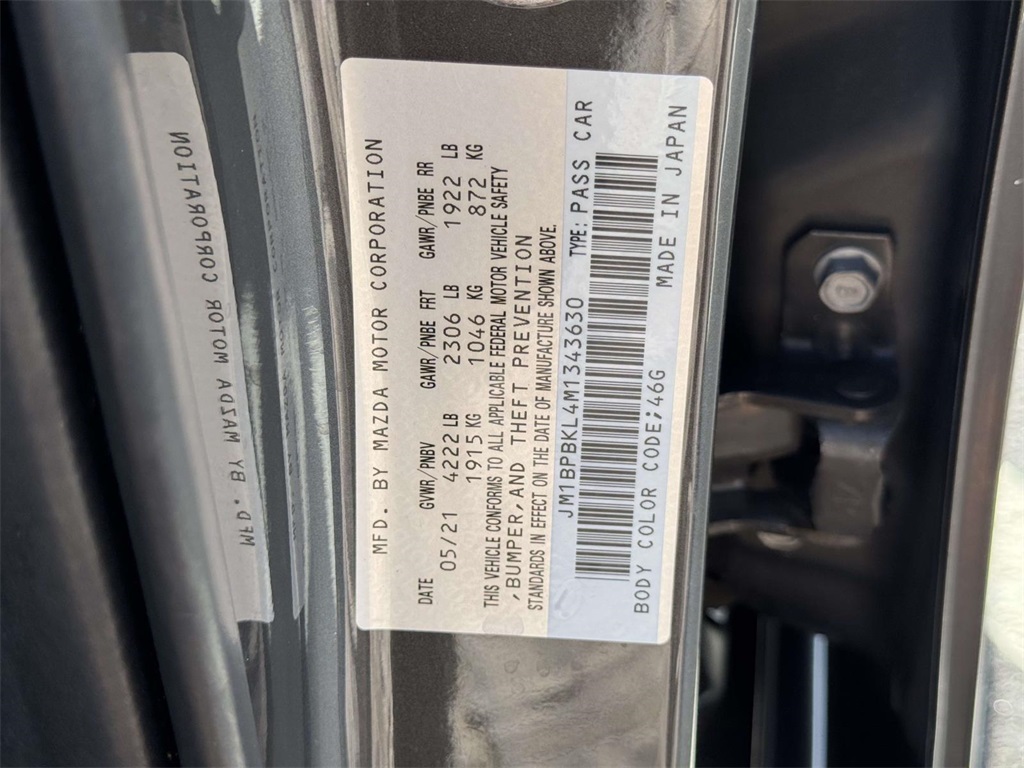 MFD. BY MAZDA MOTOR CORPORATION
DATE GVWR/PNBV GAWR/PNBE FRT GAWR/PNBE RR
05/21 4222 LB 2306 LB 1922 LB
1915 KG 1046 KG 872 KG
THIS VEHICLE CONFORMS TO ALL APPLICABLE FEDERAL MOTOR VEHICLE SAFETY
,BUMPER,AND THEFT PREVENTION
STANDARDS IN EFFECT ON THE DATE OF MANUFACTURE SHOWN ABOVE.
JM1BPBKL4M1343630 TYPE: PASS CAR
BODY COLOR CODE;46G MADE IN JAPAN
MFD. BY MAZDA MOTOR CORPORATION